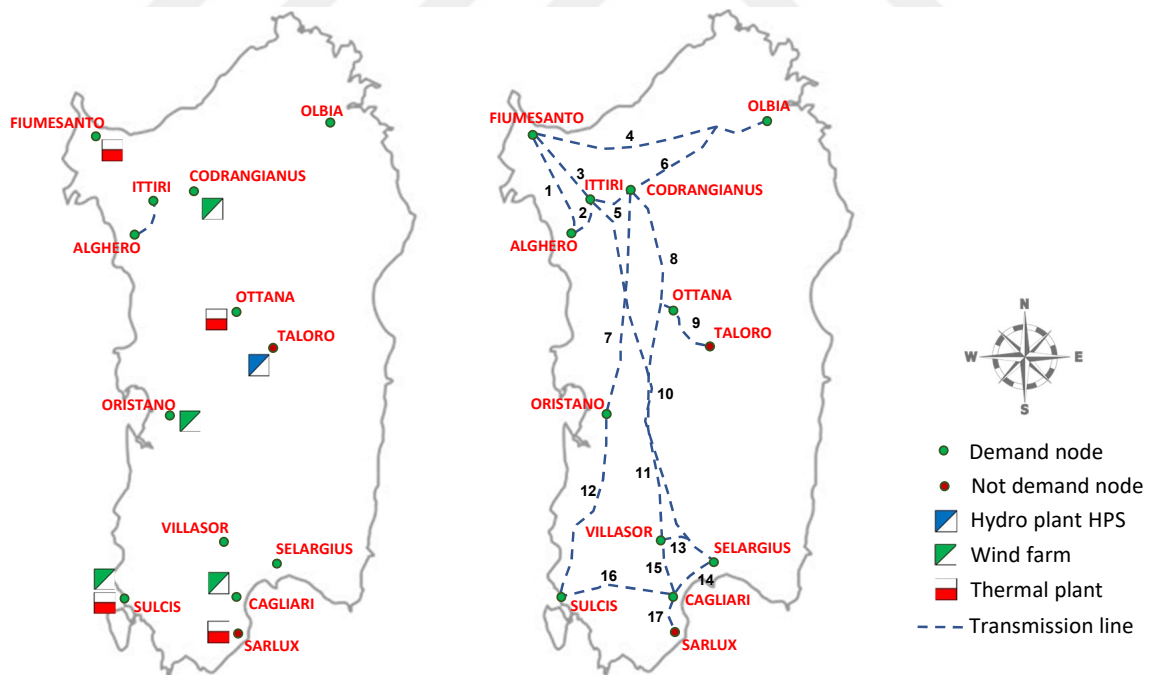 OLBIA
FIUMESANTO
ITTIRI
CODRANGIANUS
ALGHERO
OTTANA
TALORO
ORISTANO
VILLASOR
SELARGIUS
SULCIS
CAGLIARI
SARLUX
OLBIA
FIUMESANTO
4
6
3
ITTIRI
CODRANGIANUS
1
2
5
ALGHERO
8
OTTANA
9
TALORO
7
10
ORISTANO
11
12
VILLASOR
13
SELARGIUS
15
14
16
SULCIS
CAGLIARI
17
SARLUX
N
W
E
S
Demand node
Not demand node
Hydro plant HPS
Wind farm
Thermal plant
Transmission line